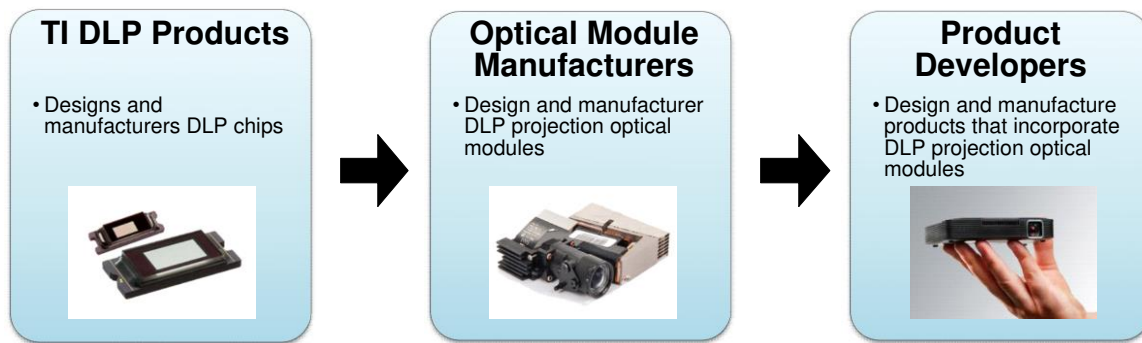 TI DLP Products
• Designs and
manufacturers DLP chips
Optical Module
Manufacturers
• Design and manufacturer
DLP projection optical
modules
Product
Developers
• Design and manufacture
products that incorporate
DLP projection optical
modules